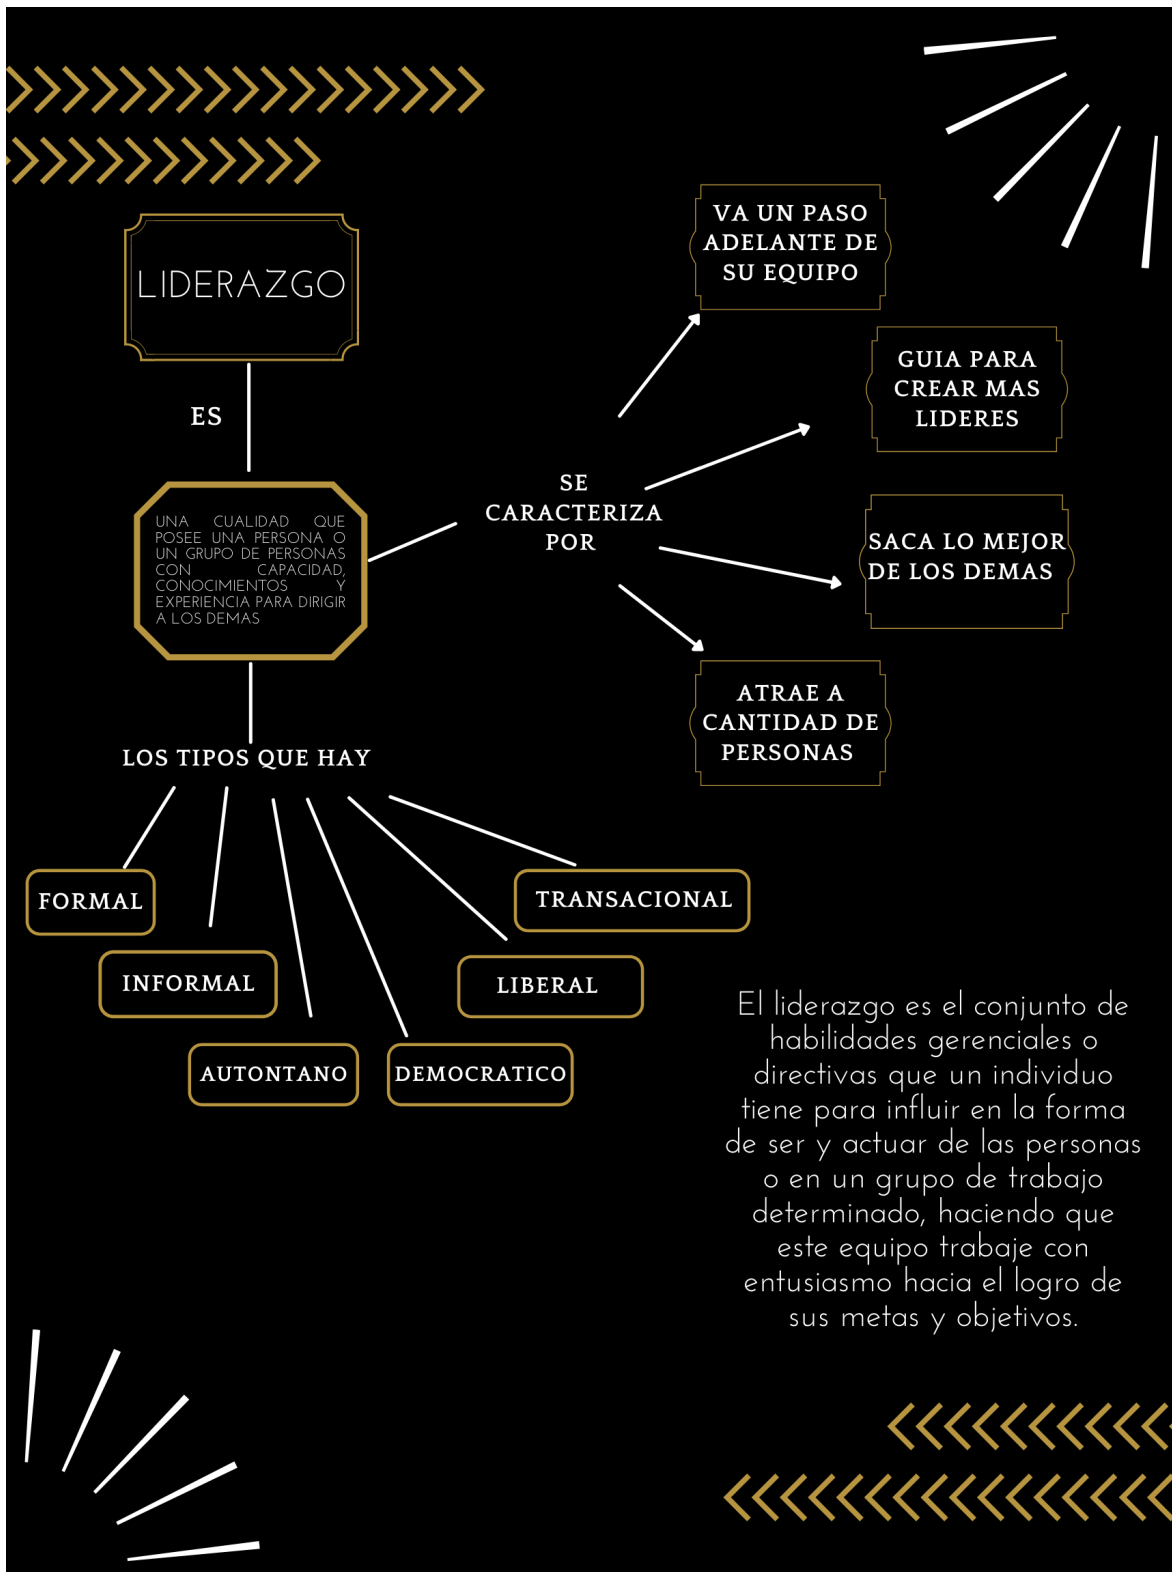 LIDERAZGO
ES
UNA CUALIDAD QUE
POSEE UNA PERSONA O
UN GRUPO DE PERSONAS
CON CAPACIDAD,
CONOCIMIENTOS Y
EXPERIENCIA PARA DIRIGIR
A LOS DEMAS
SE
CARACTERIZA
POR
VA UN PASO
ADELANTE DE
SU EQUIPO
GUIA PARA
CREAR MAS
LIDERES
SACA LO MEJOR
DE LOS DEMAS
ATRAE A
CANTIDAD DE
PERSONAS
LOS TIPOS QUE HAY
FORMAL
INFORMAL
AUTONTANO
DEMOCRATICO
LIBERAL
TRANSACIONAL
El liderazgo es el conjunto de
habilidades gerenciales o
directivas que un individuo
tiene para influir en la forma
de ser y actuar de las personas
o en un grupo de trabajo
determinado, haciendo que
este equipo trabaje con
entusiasmo hacia el logro de
sus metas y objetivos.